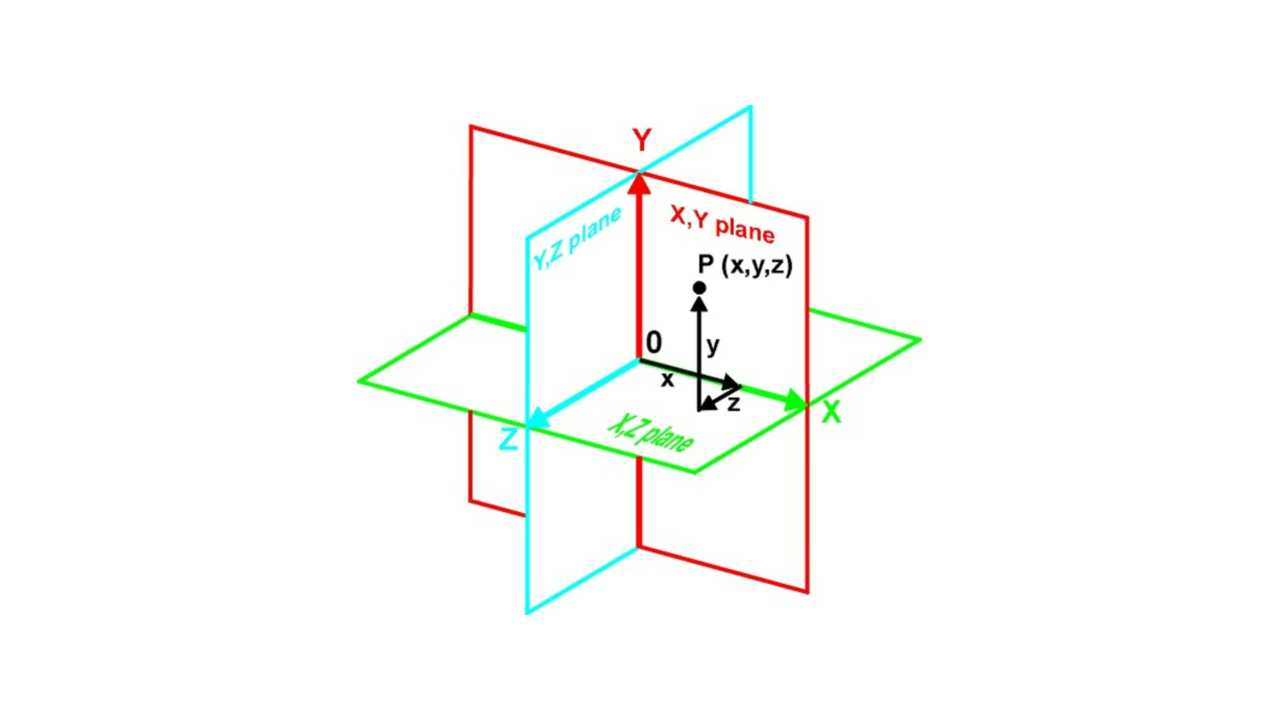 Y
X,Y plane
Y,Z plane
P (x,y,z)
0
y
x
z
X
X,Z plane
Z